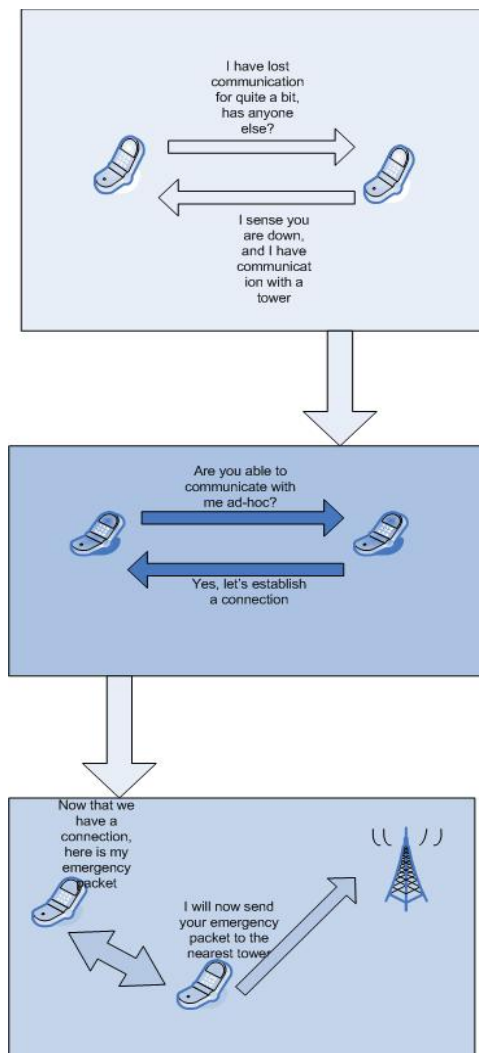 I have lost
communication
for quite a bit,
has anyone
else?
I sense you
are down,
and I have
communicat
ion with a
tower
Are you able to
communicate with
me ad-hoc?
Yes, let's establish
a connection
Now that we
have a
connection,
here is my
emergency
packet
I will now send
your emergency
packet to the
nearest tower